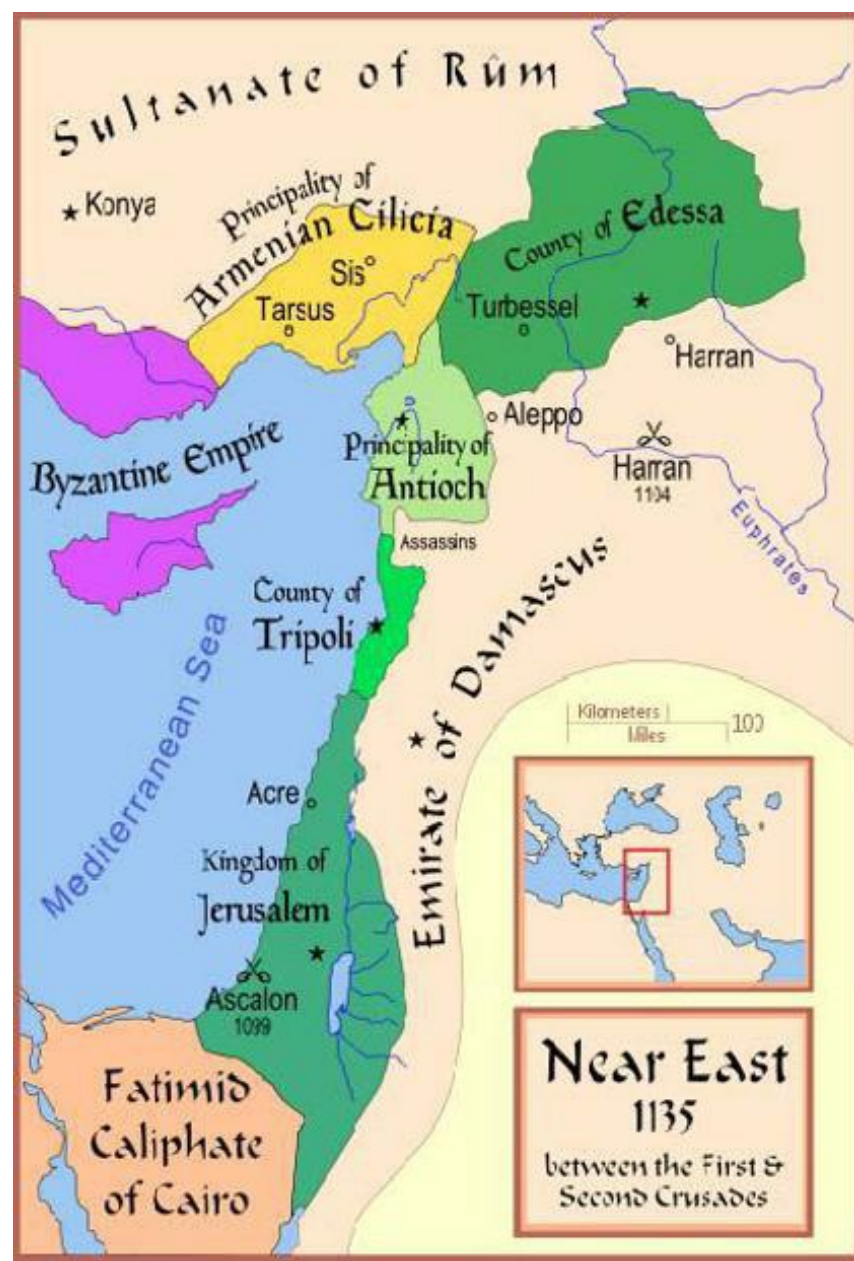 Sultanate of Rûm
Konya
Principality of
Armenian Cilicia
Sis
Tarsus
County of Edessa
Turbessel
Harran
Aleppo
Harran
1104
Euphrates
Byzantine Empire
Principality of
Antioch
Assassins
County of
Tripoli
Mediterranean Sea
Emirate of Damascus
Kilometers
Miles
100
Acre
Kingdom of
Jerusalem
Ascalon
1099
Fatimid
Caliphate
of Cairo
Near East
1135
between the First &
Second Crusades